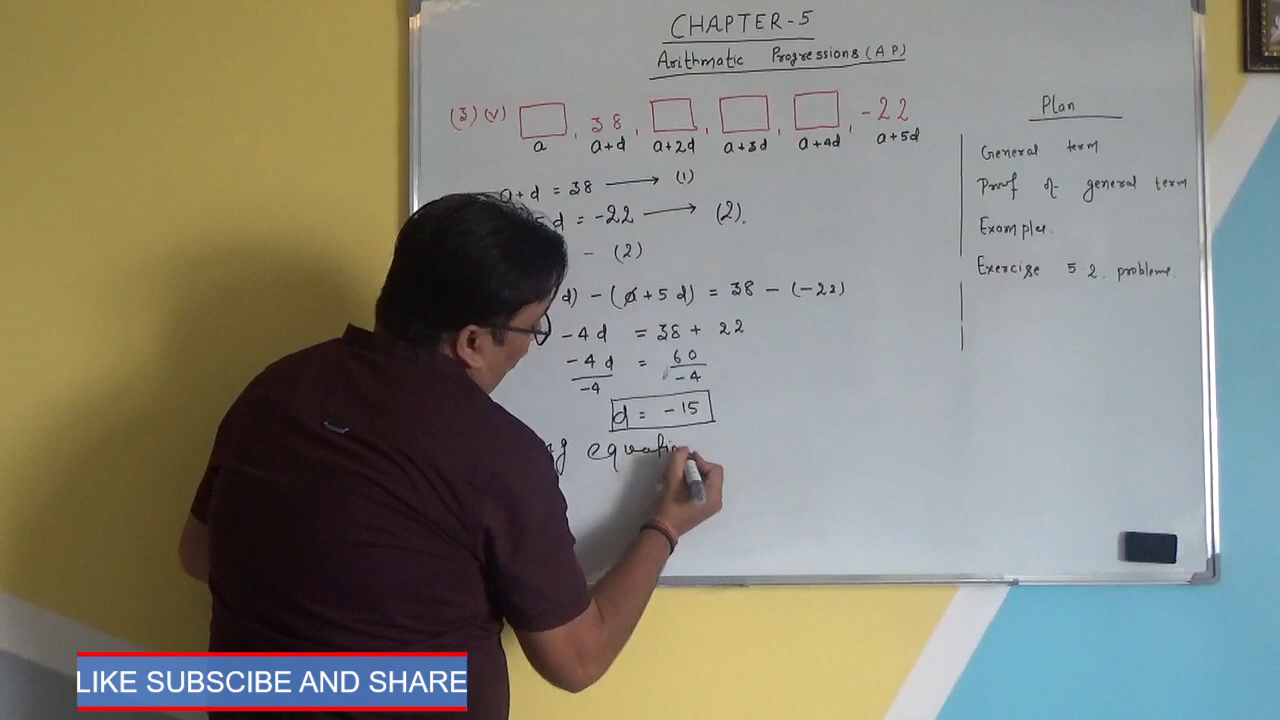 CHAPTER-5
Arithmatic Progressions (A.P)
(3) (v) , 38, , , , -22
a a+d a+2d a+3d a+4d a+5d
a+d = 38 → (1)
d = -22 → (2).
- (2)
d) - (a + 5d) = 38 - (-22)
-4d = 38 + 22
-4d/-4 = 60/-4
d = -15
Plan
General term
Proof of general term
Examples.
Exercise 5.2. problems.
LIKE SUBSCIBE AND SHARE